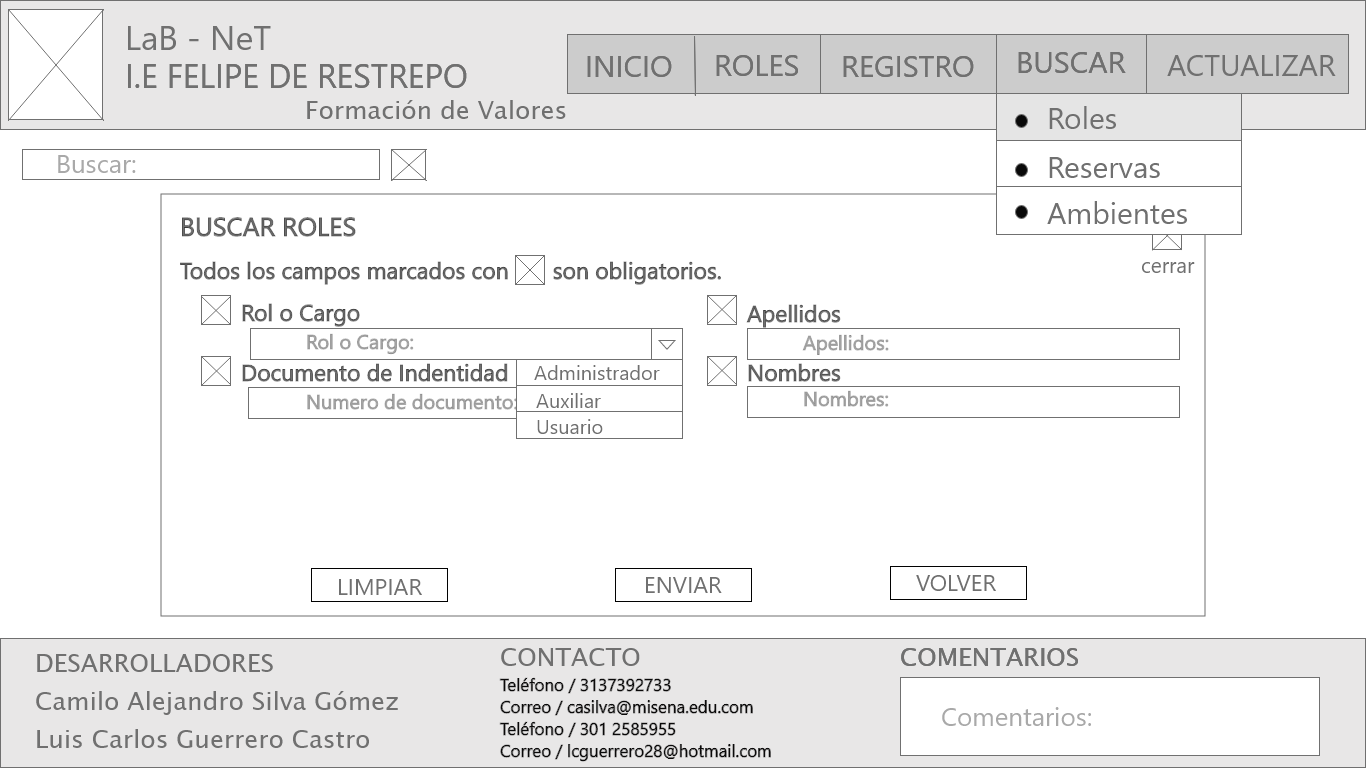 LaB - NeT
I.E FELIPE DE RESTREPO
Formación de Valores
INICIO
ROLES
REGISTRO
BUSCAR
ACTUALIZAR
Roles
Reservas
Ambientes
Buscar:
BUSCAR ROLES
cerrar
Todos los campos marcados con son obligatorios.
Rol o Cargo
Rol o Cargo:
Apellidos
Apellidos:
Documento de Indentidad
Numero de documento:
Administrador
Auxiliar
Usuario
Nombres
Nombres:
LIMPIAR
ENVIAR
VOLVER
DESARROLLADORES
Camilo Alejandro Silva Gómez
Luis Carlos Guerrero Castro
CONTACTO
Teléfono / 3137392733
Correo / casilva@misena.edu.com
Teléfono / 301 2585955
Correo / lcguerrero28@hotmail.com
COMENTARIOS
Comentarios: